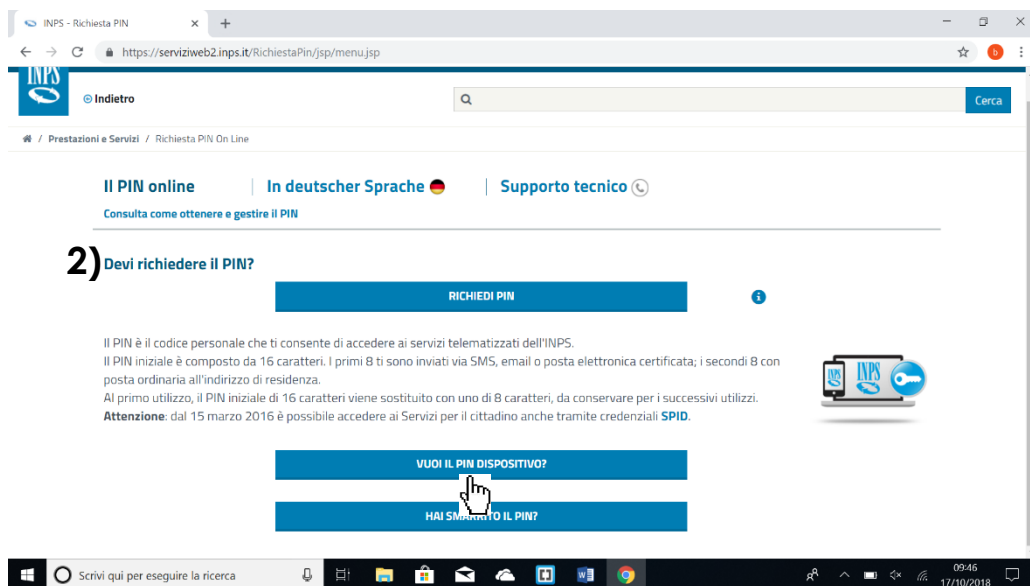 INPS - Richiesta PIN
https://serviziweb2.inps.it/RichiestaPin/jsp/menu.jsp
b
INPS
Indietro
Cerca
/ Prestazioni e Servizi / Richiesta PIN On Line
Il PIN online | In deutscher Sprache | Supporto tecnico
Consulta come ottenere e gestire il PIN
2) Devi richiedere il PIN?
RICHIEDI PIN
Il PIN è il codice personale che ti consente di accedere ai servizi telematizzati dell'INPS.
Il PIN iniziale è composto da 16 caratteri. I primi 8 ti sono inviati via SMS, email o posta elettronica certificata; i secondi 8 con
posta ordinaria all'indirizzo di residenza.
Al primo utilizzo, il PIN iniziale di 16 caratteri viene sostituito con uno di 8 caratteri, da conservare per i successivi utilizzi.
Attenzione: dal 15 marzo 2016 è possibile accedere ai Servizi per il cittadino anche tramite credenziali SPID.
INPS INPS
VUOI IL PIN DISPOSITIVO?
HAI SMARRITO IL PIN?
Scrivi qui per eseguire la ricerca
09:46
17/10/2018